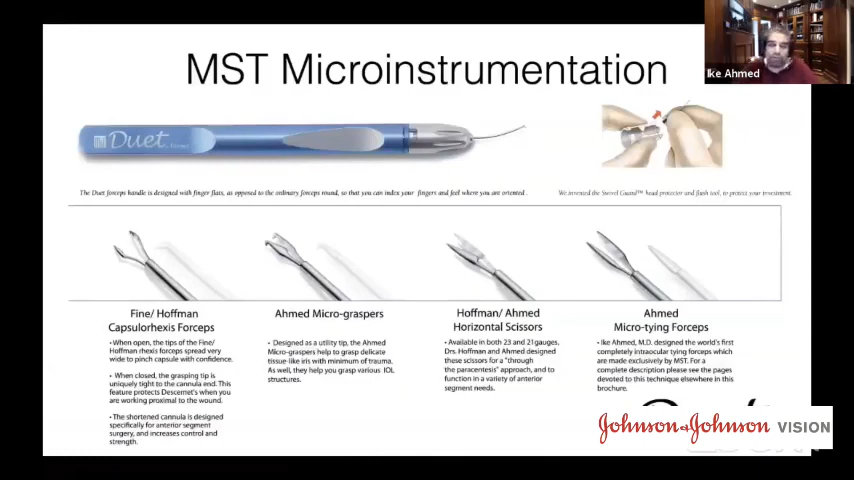 MST Microinstrumentation
Ike Ahmed
Duet
The Duet forceps handle is designed with finger flats, as opposed to the ordinary forceps round, so that you can index your fingers and feel where you are oriented.
We invented the Swivel Guard™ head protector and flush tool, to protect your investment.
Fine/ Hoffman
Capsulorhexis Forceps
• When open, the tips of the Fine/
Hoffman rhexis forceps spread very
wide to pinch capsule with confidence.
• When closed, the grasping tip is
uniquely tight to the cannula end. This
feature protects Descemet's when you
are working proximal to the wound.
• The shortened cannula is designed
specifically for anterior segment
surgery, and increases control and
strength.
Ahmed Micro-graspers
• Designed as a utility tip, the Ahmed
Micro-graspers help to grasp delicate
tissue-like iris with minimum of trauma.
As well, they help you grasp various IOL
structures.
Hoffman/ Ahmed
Horizontal Scissors
• Available in both 23 and 21gauges,
Drs. Hoffman and Ahmed designed
these scissors for a "through
the paracentesis" approach, and to
function in a variety of anterior
segment needs.
Ahmed
Micro-tying Forceps
• Ike Ahmed, M.D. designed the world's first
completely intraocular tying forceps which
are made exclusively by MST. For a
complete description please see the pages
devoted to this technique elsewhere in this
brochure.
Johnson & Johnson VISION